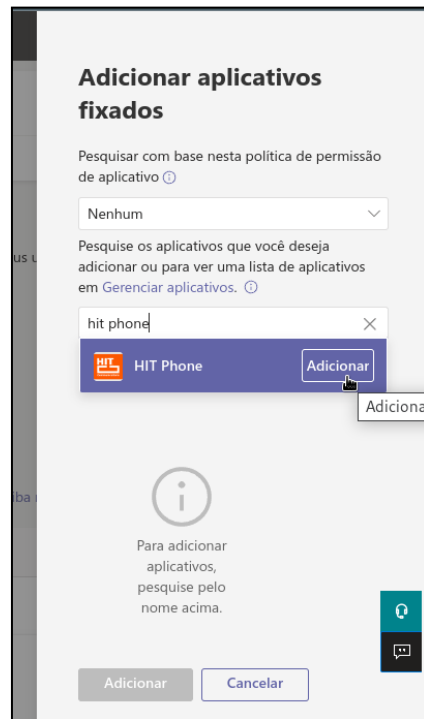 Adicionar aplicativos
fixados
Pesquisar com base nesta política de permissão
de aplicativo
Nenhum
Pesquise os aplicativos que você deseja
adicionar ou para ver uma lista de aplicativos
em Gerenciar aplicativos.
hit phone
HIT
HIT Phone
Adicionar
Adiciona
Para adicionar
aplicativos,
pesquise pelo
nome acima.
Adicionar
Cancelar
us u
iba